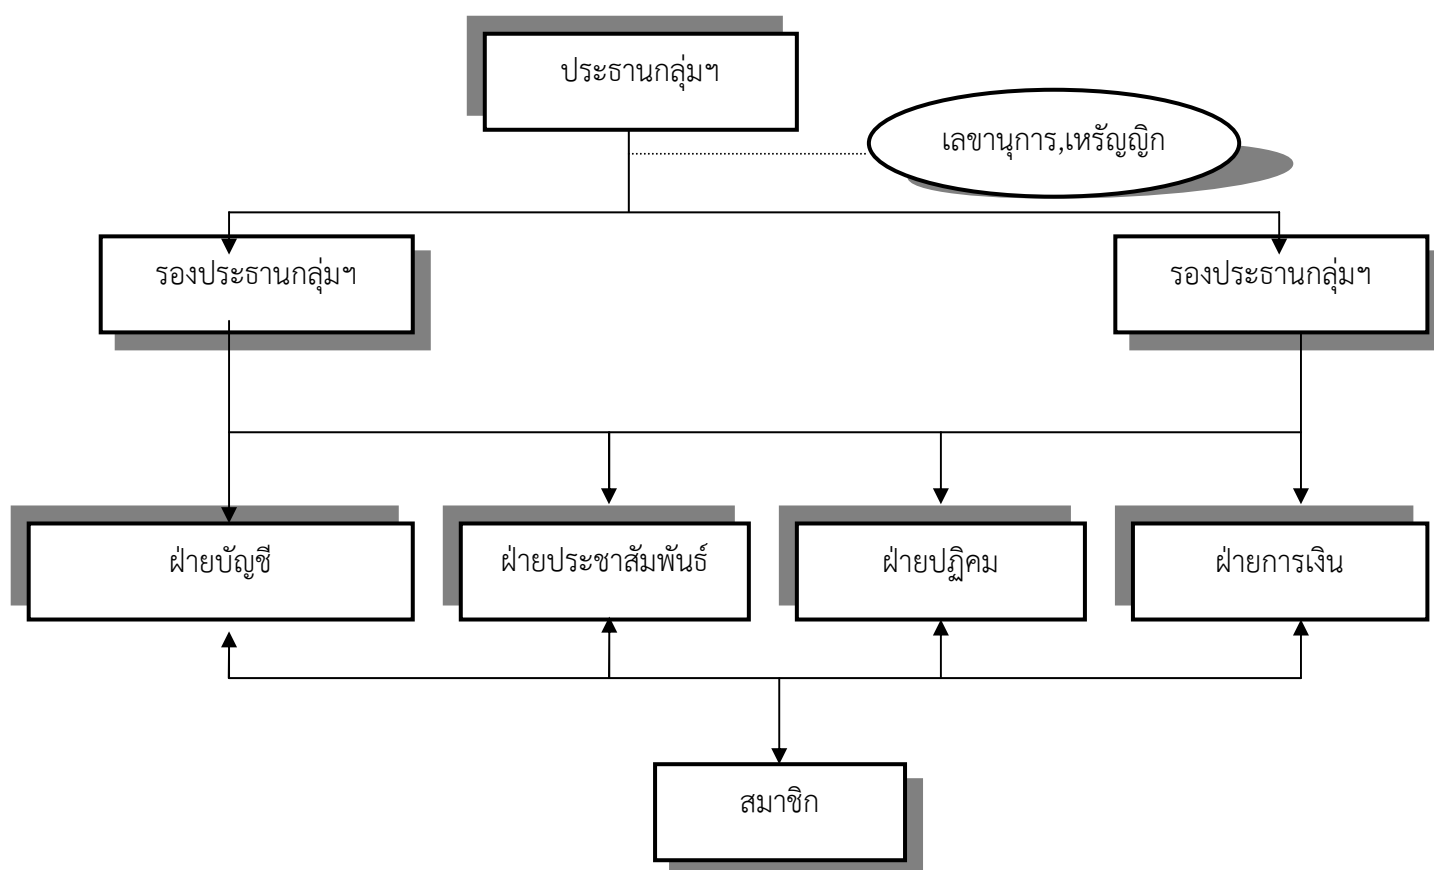 ประธานกลุ่มฯ
เลขานุการ,เหรัญญิก
รองประธานกลุ่มฯ
รองประธานกลุ่มฯ
ฝ่ายบัญชี
ฝ่ายประชาสัมพันธ์
ฝ่ายปฏิคม
ฝ่ายการเงิน
สมาชิก